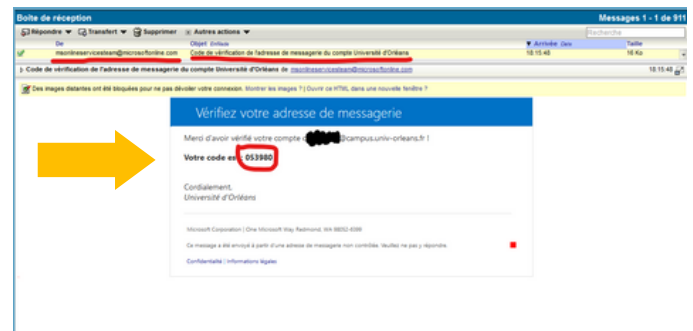 Boîte de réception Messages 1 - 1 de 911
Répondre Transfert Supprimer Autres actions Recherche
De Objet Enfilade Arrivée Date Taille
msonlineservicesteam@microsoftonline.com Code de vérification de l'adresse de messagerie du compte Université d'Orléans 18:15:48 16 Ko
Code de vérification de l'adresse de messagerie du compte Université d'Orléans de msonlineservicesteam@microsoftonline.com 18:15:48
Des images distantes ont été bloquées pour ne pas dévoiler votre connexion. Montrer les images ? | Ouvrir ce HTML dans une nouvelle fenêtre ?
Vérifiez votre adresse de messagerie
Merci d'avoir vérifié votre compte @campus.univ-orleans.fr !
Votre code est : 053980
Cordialement,
Université d'Orléans
Microsoft Corporation | One Microsoft Way Redmond, WA 98052-6399
Ce message a été envoyé à partir d'une adresse de messagerie non contrôlée. Veuillez ne pas y répondre.
Confidentialité | Informations légales